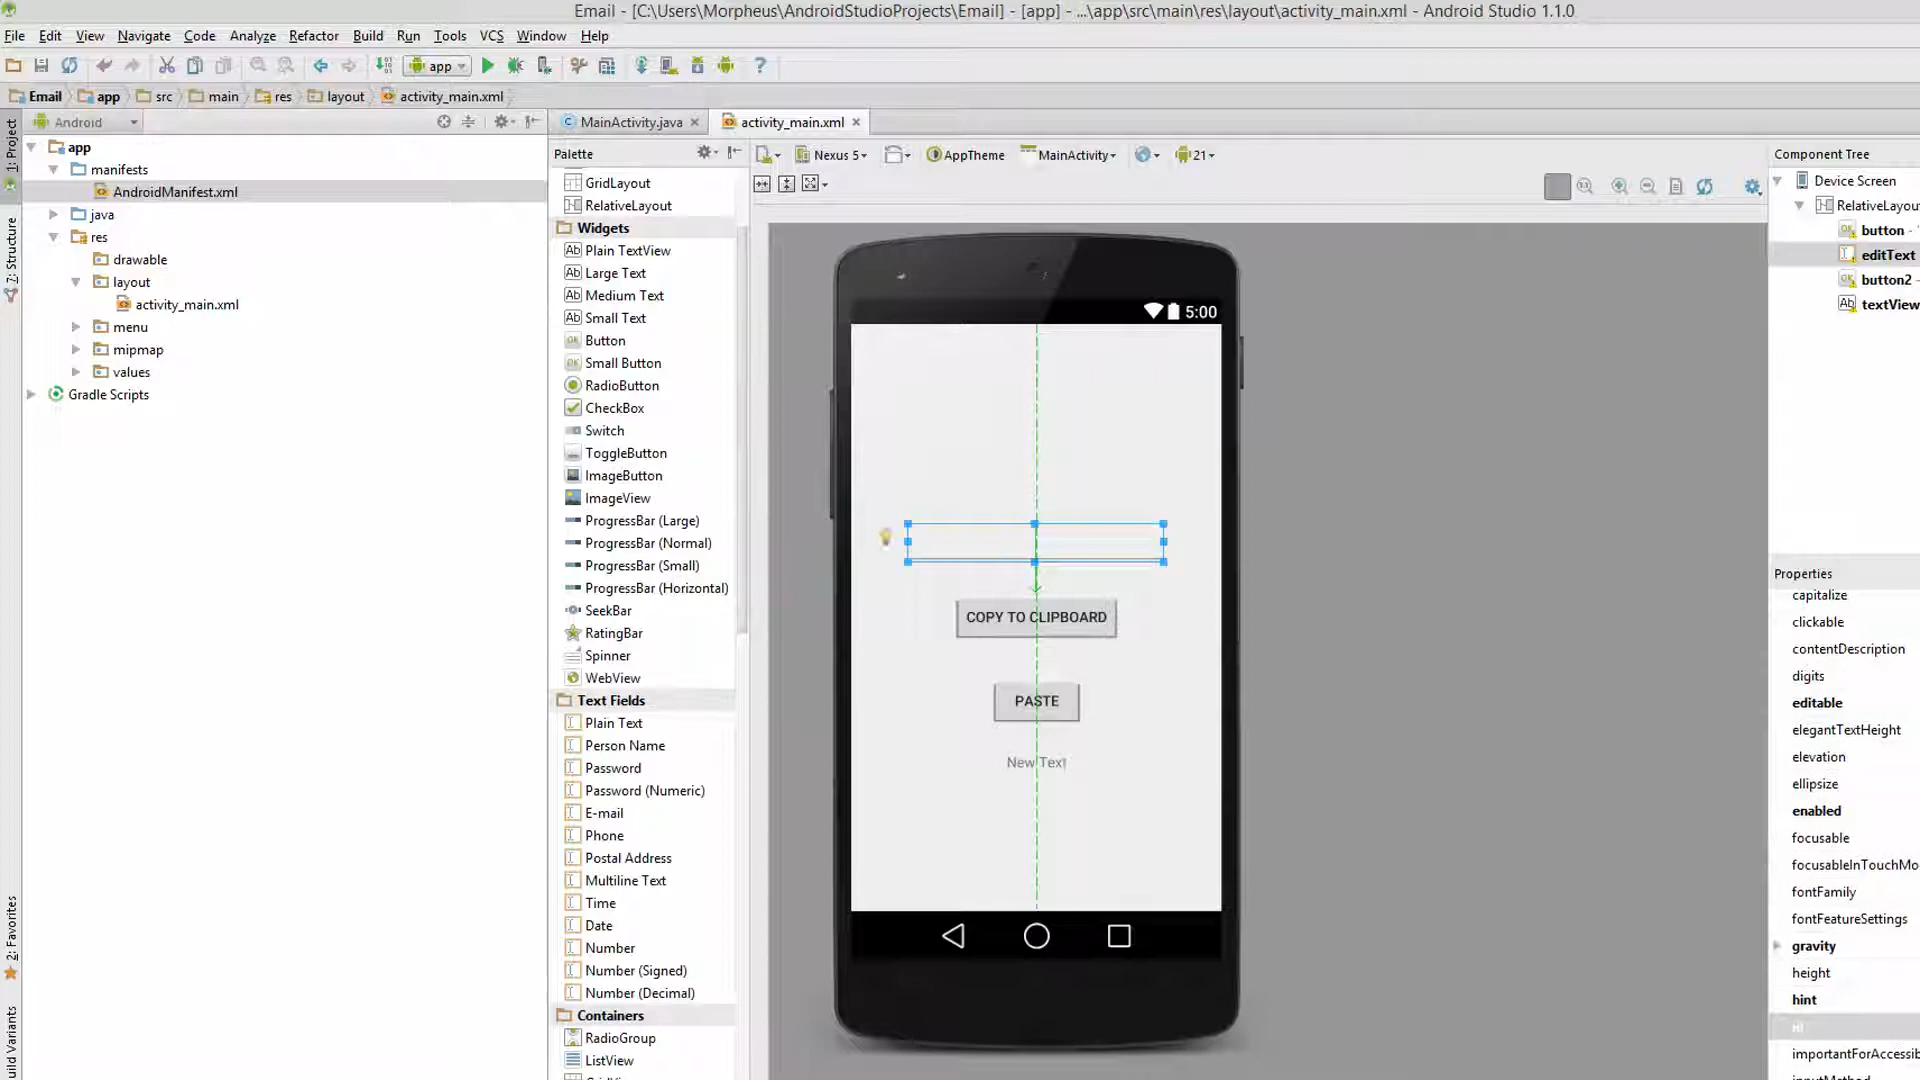 Email - [C:\Users\Morpheus\AndroidStudioProjects\Email] - [app] - ...\app\src\main\res\layout\activity_main.xml - Android Studio 1.1.0
File Edit View Navigate Code Analyze Refactor Build Run Tools VCS Window Help
app
Email app src main res layout activity_main.xml
1: Project
7: Structure
2: Favorites
Android
app
manifests
AndroidManifest.xml
java
res
drawable
layout
activity_main.xml
menu
mipmap
values
Gradle Scripts
MainActivity.java
activity_main.xml
Palette
GridLayout
RelativeLayout
Widgets
Plain TextView
Large Text
Medium Text
Small Text
Button
Small Button
RadioButton
CheckBox
Switch
ToggleButton
ImageButton
ImageView
ProgressBar (Large)
ProgressBar (Normal)
ProgressBar (Small)
ProgressBar (Horizontal)
SeekBar
RatingBar
Spinner
WebView
Text Fields
Plain Text
Person Name
Password
Password (Numeric)
E-mail
Phone
Postal Address
Multiline Text
Time
Date
Number
Number (Signed)
Number (Decimal)
Containers
RadioGroup
ListView
Nexus 5 AppTheme MainActivity 21
5:00
COPY TO CLIPBOARD
PASTE
New Text
Component Tree
Device Screen
RelativeLayou
button -
editText
button2 -
textView
Properties
capitalize
clickable
contentDescription
digits
editable
elegantTextHeight
elevation
ellipsize
enabled
focusable
focusableInTouchMo
fontFamily
fontFeatureSettings
gravity
height
hint
importantForAccessib